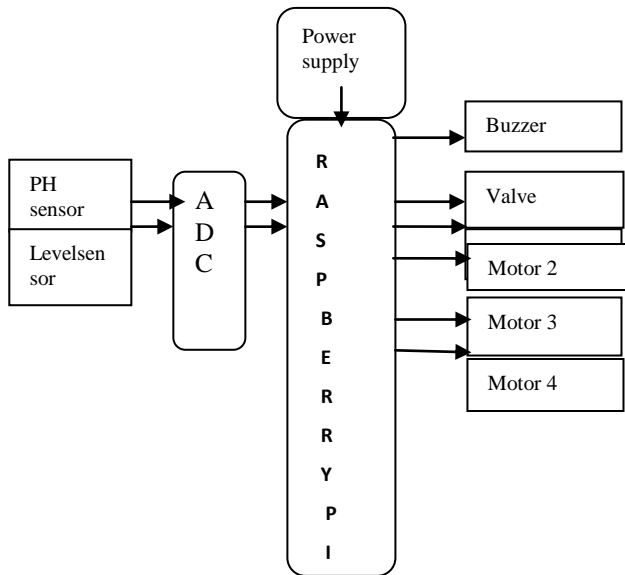 Power
supply
Buzzer
PH
sensor
Levelsen
sor
A
D
C
R
A
S
P
B
E
R
R
Y
P
I
Valve
Motor 2
Motor 3
Motor 4